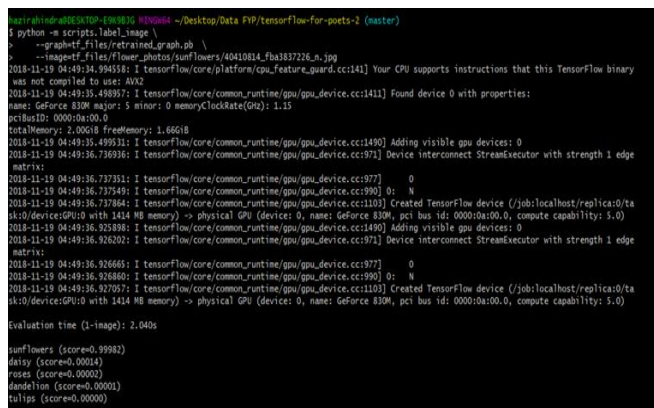 hazirahindra@DESKTOP-E9K9B3G MINGW64 ~/Desktop/Data FYP/tensorflow-for-poets-2 (master)
$ python -m scripts.label_image \
>     --graph=tf_files/retrained_graph.pb  \
>     --image=tf_files/flower_photos/sunflowers/40410814_fba3837226_n.jpg
2018-11-19 04:49:34.994558: I tensorflow/core/platform/cpu_feature_guard.cc:141] Your CPU supports instructions that this TensorFlow binary
 was not compiled to use: AVX2
2018-11-19 04:49:35.498957: I tensorflow/core/common_runtime/gpu/gpu_device.cc:1411] Found device 0 with properties:
name: GeForce 830M major: 5 minor: 0 memoryClockRate(GHz): 1.15
pciBusID: 0000:0a:00.0
totalMemory: 2.00GiB freeMemory: 1.66GiB
2018-11-19 04:49:35.499531: I tensorflow/core/common_runtime/gpu/gpu_device.cc:1490] Adding visible gpu devices: 0
2018-11-19 04:49:36.736936: I tensorflow/core/common_runtime/gpu/gpu_device.cc:971] Device interconnect StreamExecutor with strength 1 edge
 matrix:
2018-11-19 04:49:36.737351: I tensorflow/core/common_runtime/gpu/gpu_device.cc:977]      0
2018-11-19 04:49:36.737549: I tensorflow/core/common_runtime/gpu/gpu_device.cc:990] 0:   N
2018-11-19 04:49:36.737864: I tensorflow/core/common_runtime/gpu/gpu_device.cc:1103] Created TensorFlow device (/job:localhost/replica:0/ta
sk:0/device:GPU:0 with 1414 MB memory) -> physical GPU (device: 0, name: GeForce 830M, pci bus id: 0000:0a:00.0, compute capability: 5.0)
2018-11-19 04:49:36.925898: I tensorflow/core/common_runtime/gpu/gpu_device.cc:1490] Adding visible gpu devices: 0
2018-11-19 04:49:36.926202: I tensorflow/core/common_runtime/gpu/gpu_device.cc:971] Device interconnect StreamExecutor with strength 1 edge
 matrix:
2018-11-19 04:49:36.926665: I tensorflow/core/common_runtime/gpu/gpu_device.cc:977]      0
2018-11-19 04:49:36.926860: I tensorflow/core/common_runtime/gpu/gpu_device.cc:990] 0:   N
2018-11-19 04:49:36.927057: I tensorflow/core/common_runtime/gpu/gpu_device.cc:1103] Created TensorFlow device (/job:localhost/replica:0/ta
sk:0/device:GPU:0 with 1414 MB memory) -> physical GPU (device: 0, name: GeForce 830M, pci bus id: 0000:0a:00.0, compute capability: 5.0)
Evaluation time (1-image): 2.040s
sunflowers (score=0.99982)
daisy (score=0.00014)
roses (score=0.00002)
dandelion (score=0.00001)
tulips (score=0.00000)